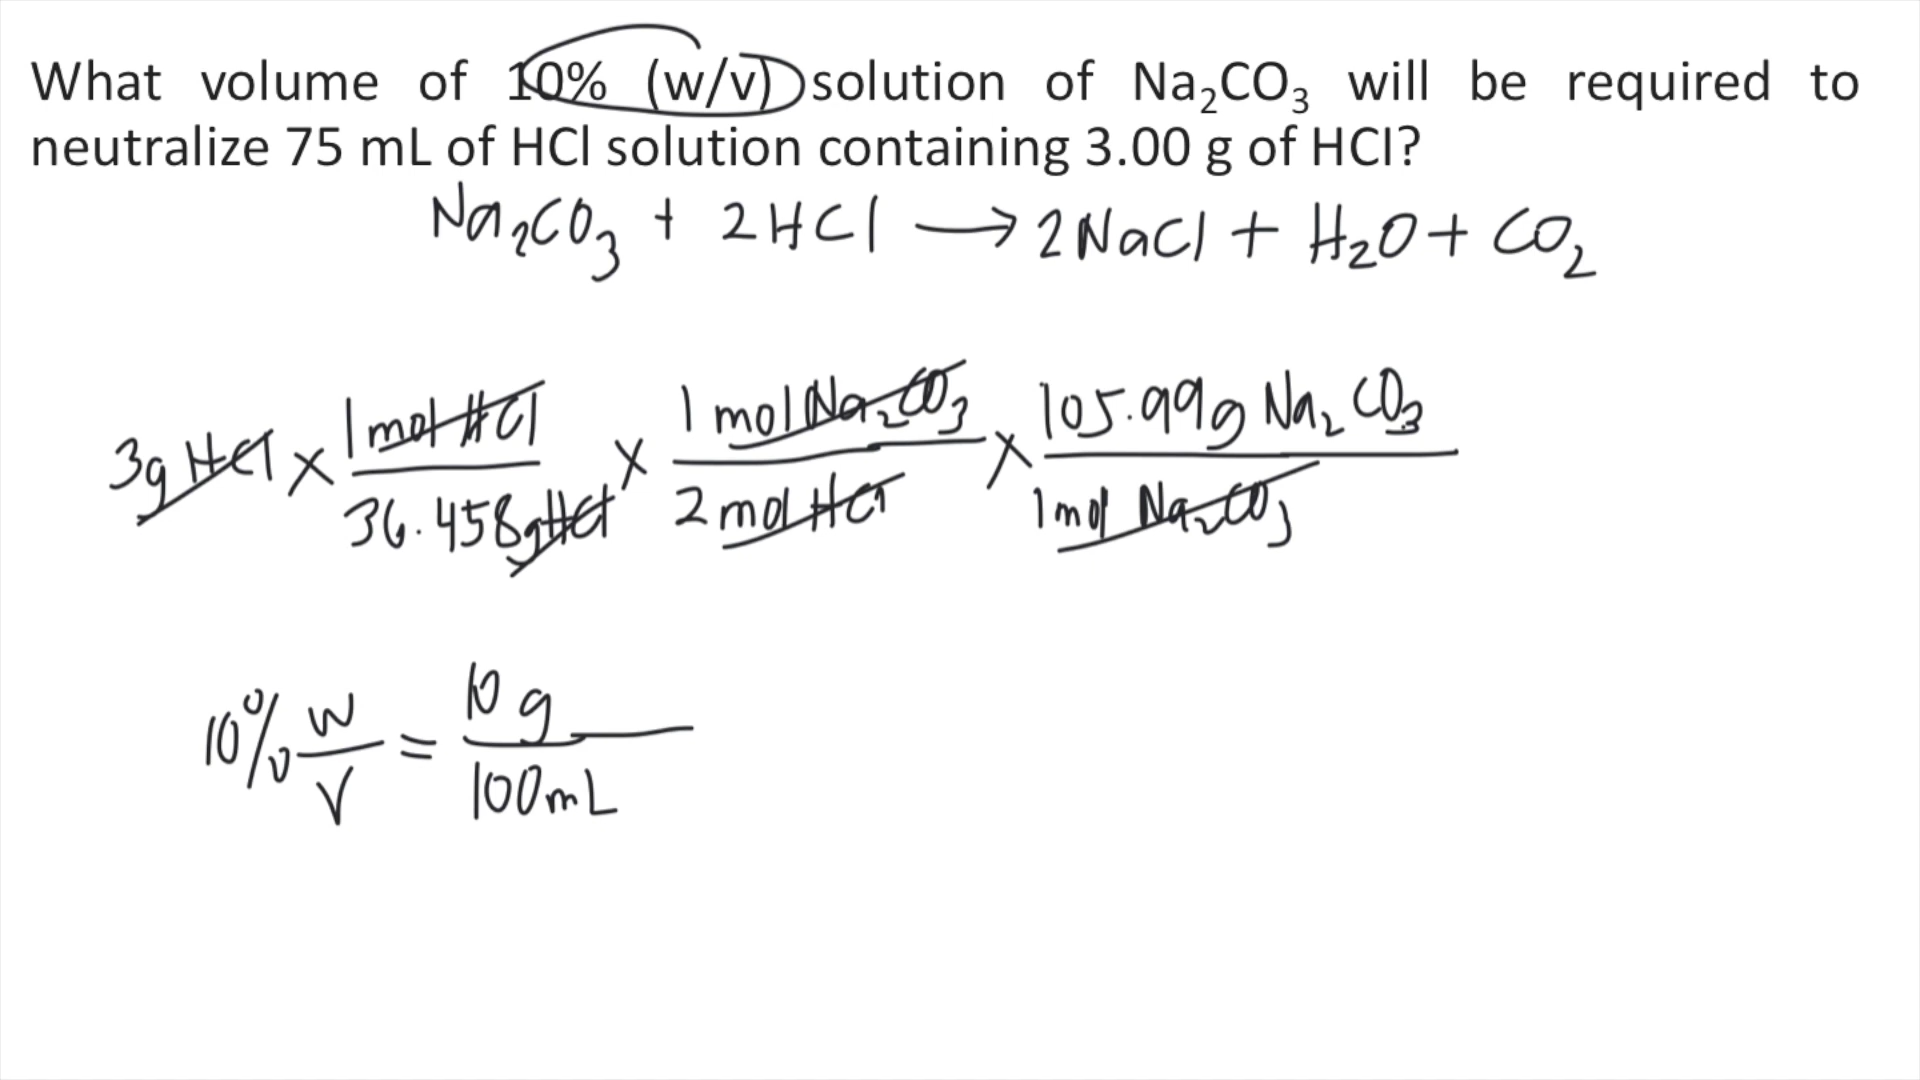 What volume of 10% (w/v) solution of Na₂CO₃ will be required to
neutralize 75 mL of HCl solution containing 3.00 g of HCl?
Na₂CO₃ + 2HCl → 2NaCl + H₂O + CO₂
3g HCl × 1 mol HCl / 36.458g HCl × 1 mol Na₂CO₃ / 2 mol HCl × 105.99g Na₂CO₃ / 1 mol Na₂CO₃
10% w/v = 10 g / 100mL